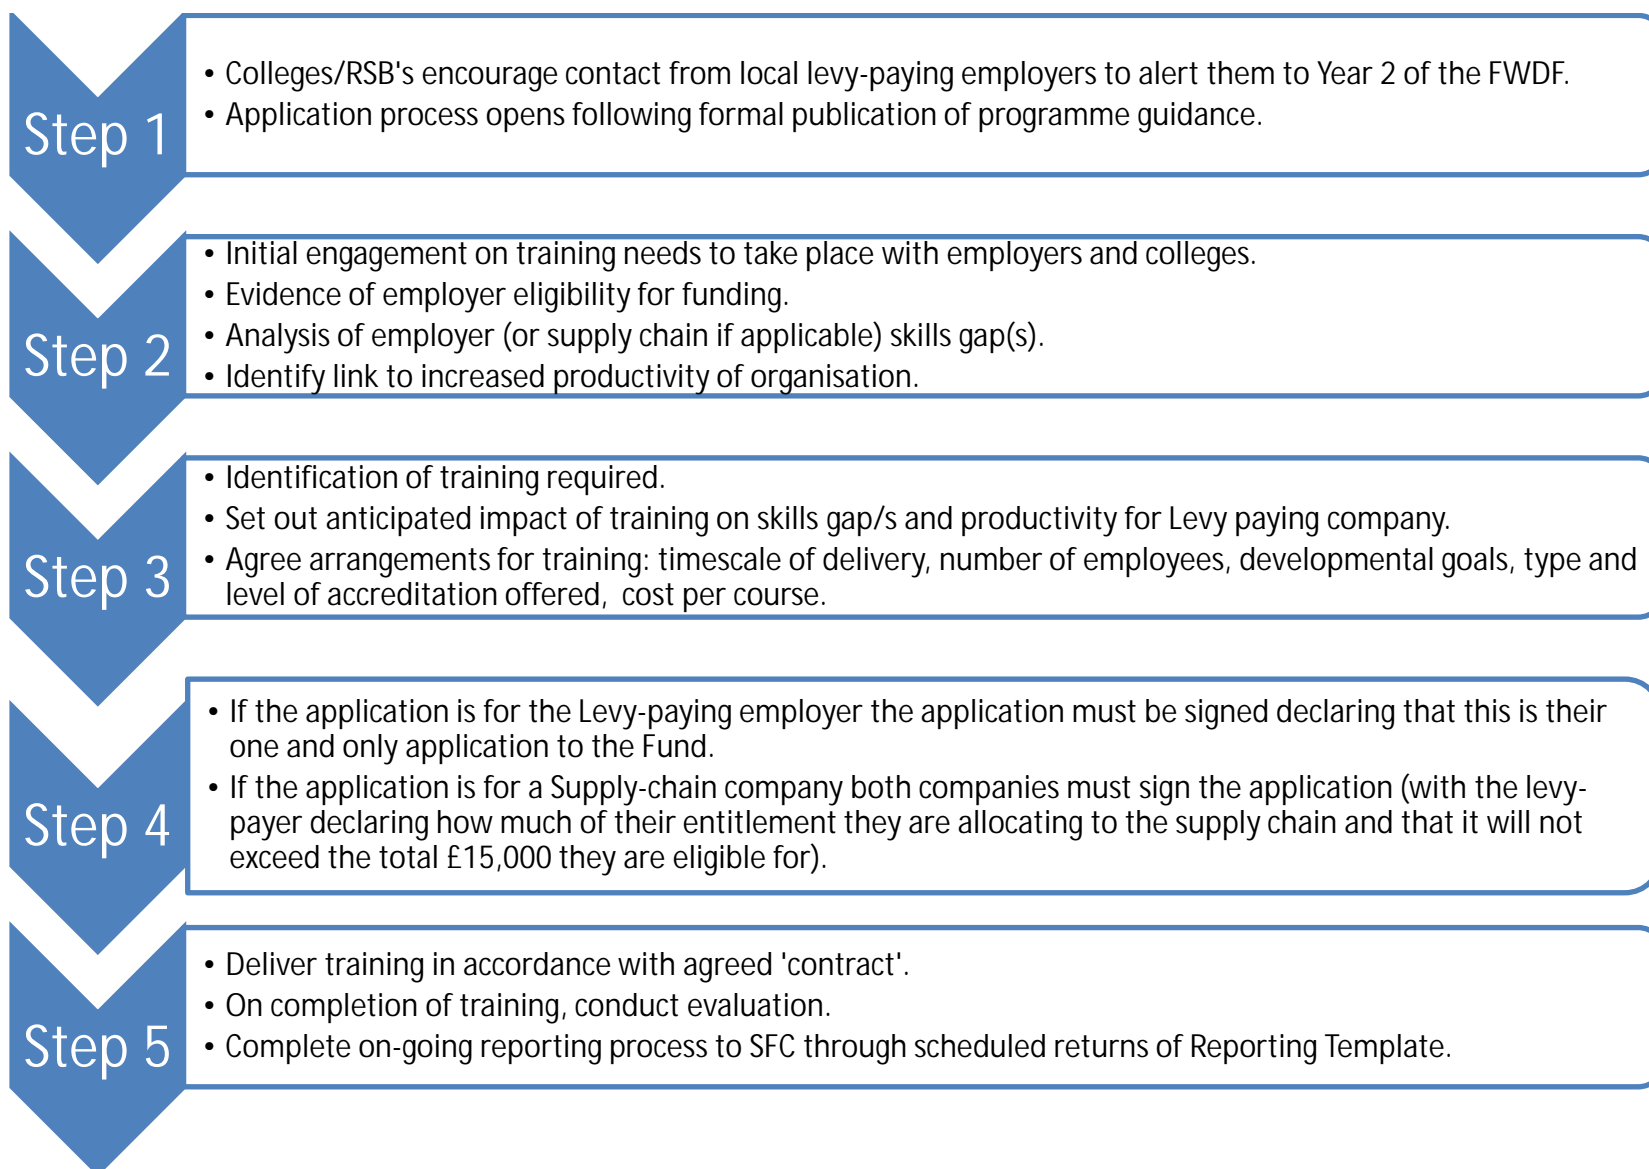 Step 1
• Colleges/RSB's encourage contact from local levy-paying employers to alert them to Year 2 of the FWDF.
• Application process opens following formal publication of programme guidance.
Step 2
• Initial engagement on training needs to take place with employers and colleges.
• Evidence of employer eligibility for funding.
• Analysis of employer (or supply chain if applicable) skills gap(s).
• Identify link to increased productivity of organisation.
Step 3
• Identification of training required.
• Set out anticipated impact of training on skills gap/s and productivity for Levy paying company.
• Agree arrangements for training: timescale of delivery, number of employees, developmental goals, type and
level of accreditation offered, cost per course.
Step 4
• If the application is for the Levy-paying employer the application must be signed declaring that this is their
one and only application to the Fund.
• If the application is for a Supply-chain company both companies must sign the application (with the levy-
payer declaring how much of their entitlement they are allocating to the supply chain and that it will not
exceed the total £15,000 they are eligible for).
Step 5
• Deliver training in accordance with agreed 'contract'.
• On completion of training, conduct evaluation.
• Complete on-going reporting process to SFC through scheduled returns of Reporting Template.